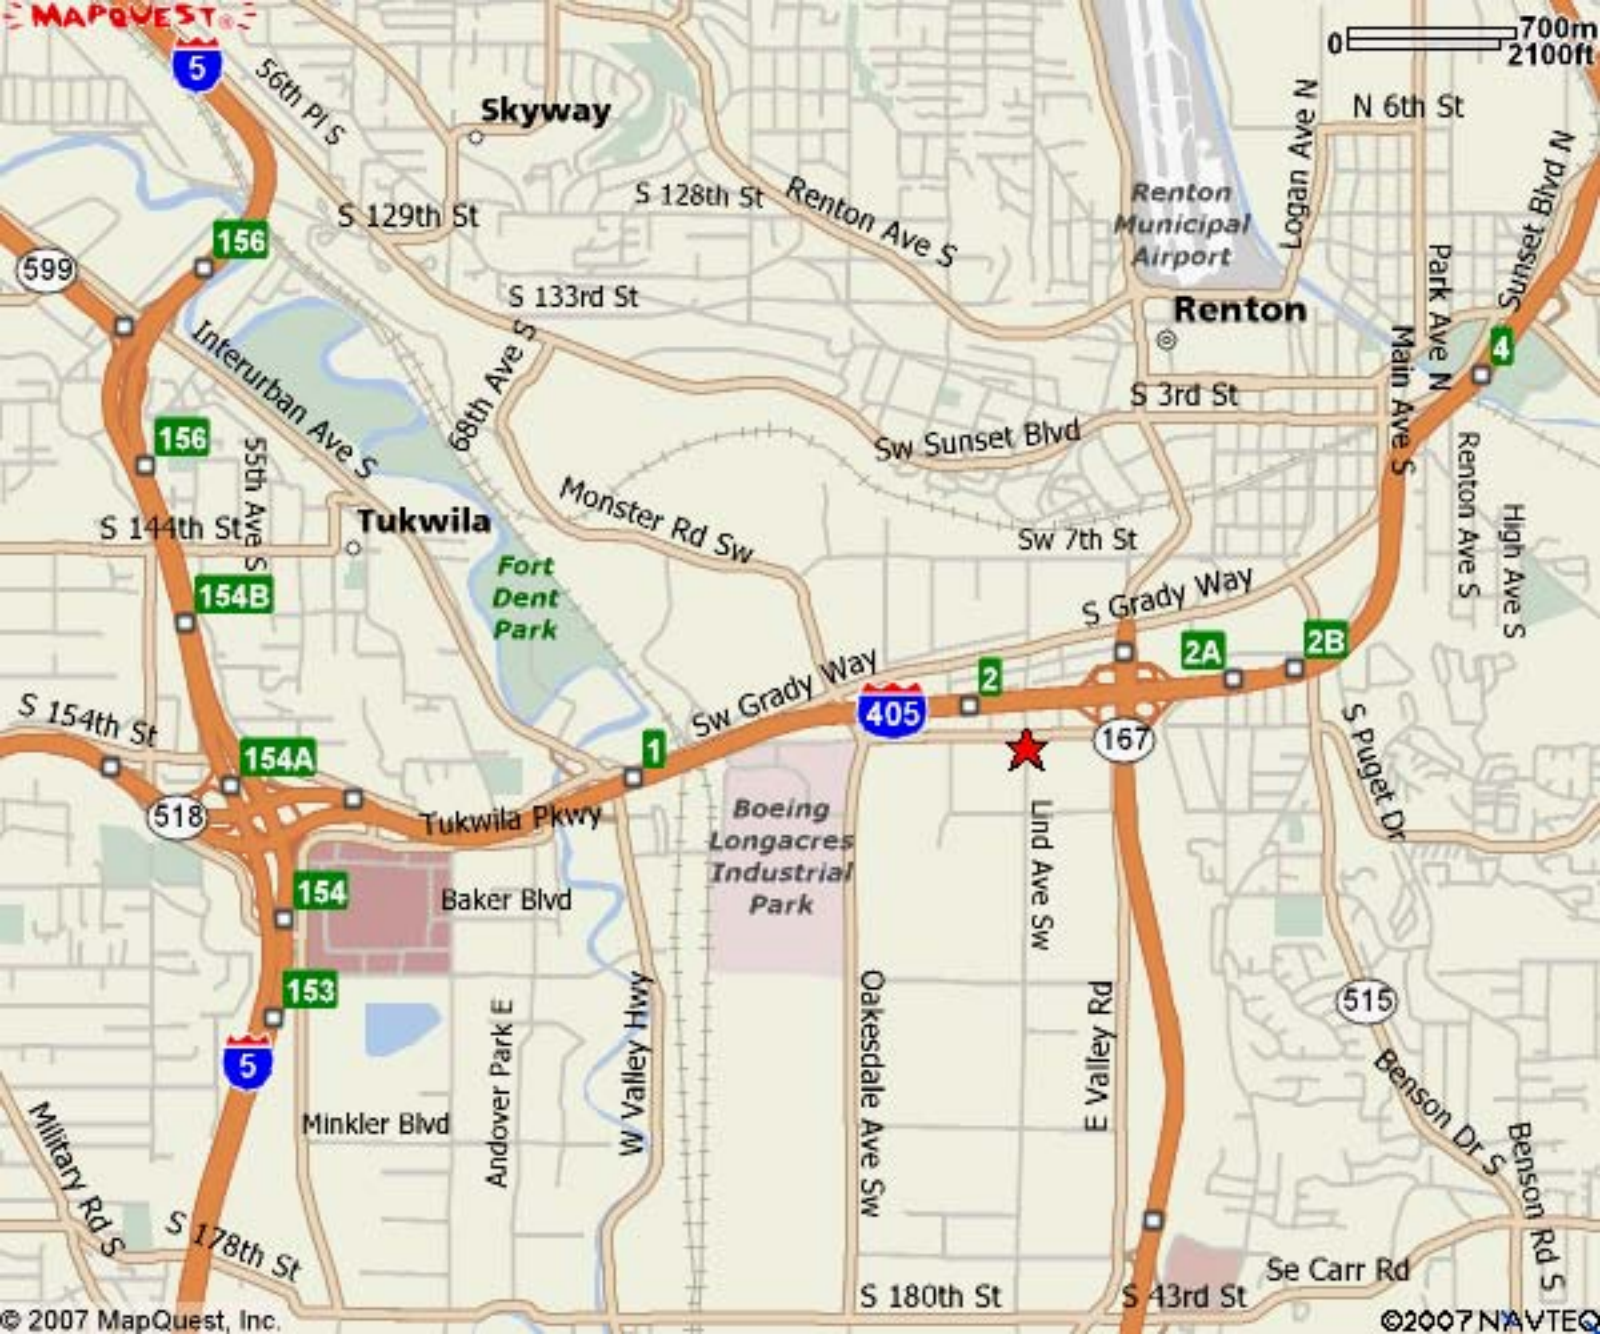 MAPQUEST®
0
700m
2100ft
5
56th Pl S
Skyway
N 6th St
Logan Ave N
Sunset Blvd N
S 129th St
S 128th St
Renton Ave S
Renton
Municipal
Airport
156
599
S 133rd St
Renton
Park Ave N
Main Ave S
4
Interurban Ave S
68th Ave S
S 3rd St
156
55th Ave S
Sw Sunset Blvd
Renton Ave S
High Ave S
S 144th St
Tukwila
Monster Rd Sw
Sw 7th St
Fort
Dent
Park
154B
S Grady Way
2A
2B
Sw Grady Way
2
405
S 154th St
154A
1
167
S Puget Dr
518
Tukwila Pkwy
Boeing
Longacres
Industrial
Park
Lind Ave Sw
154
Baker Blvd
153
515
5
Andover Park E
W Valley Hwy
Oakesdale Ave Sw
E Valley Rd
Benson Dr S
Benson Rd S
Military Rd S
Minkler Blvd
S 178th St
Se Carr Rd
S 180th St
S 43rd St
© 2007 MapQuest, Inc.
©2007 NAVTEQ